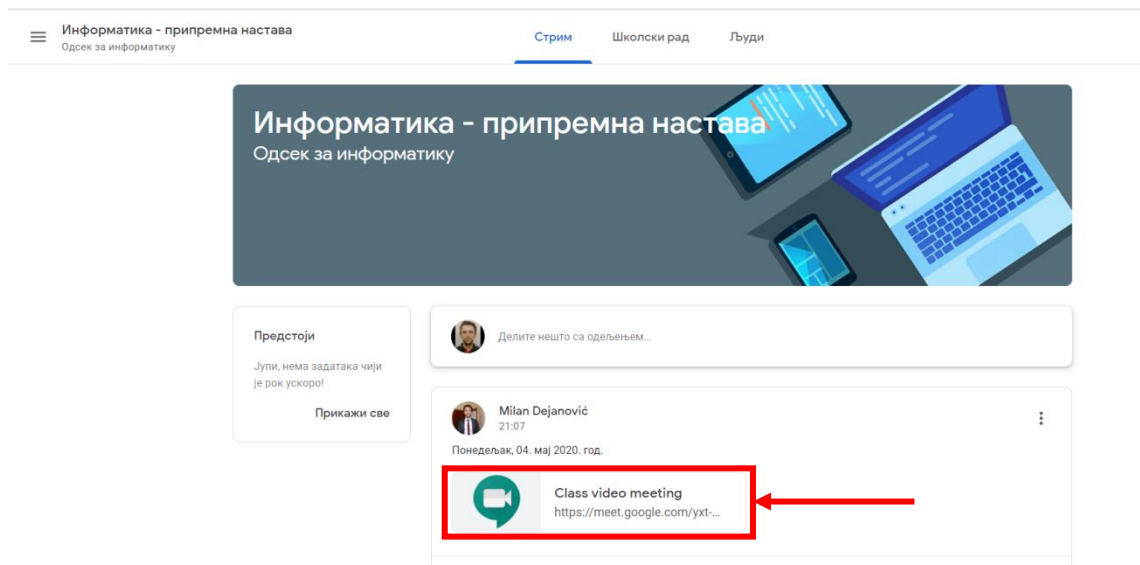 Информатика - припремна настава
Одсек за информатику
Стрим
Школски рад
Људи
Информатика - припремна настава
Одсек за информатику
Предстоји
Јупи, нема задатака чији
је рок ускоро!
Прикажи све
Делите нешто са одељењем...
Milan Dejanović
21:07
Понедељак, 04. мај 2020. год.
Class video meeting
https://meet.google.com/yxt-...